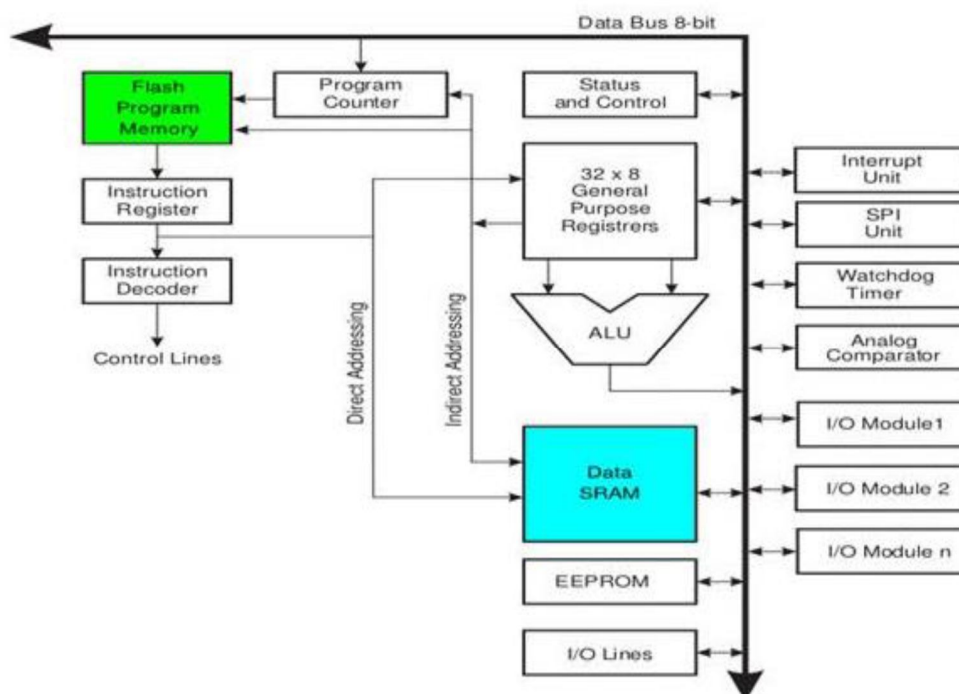 Data Bus 8-bit
Flash
Program
Memory
Program
Counter
Status
and Control
32 x 8
General
Purpose
Registrers
Instruction
Register
Instruction
Decoder
Control Lines
Direct Addressing
Indirect Addressing
ALU
Data
SRAM
EEPROM
I/O Lines
Interrupt
Unit
SPI
Unit
Watchdog
Timer
Analog
Comparator
I/O Module1
I/O Module 2
I/O Module n